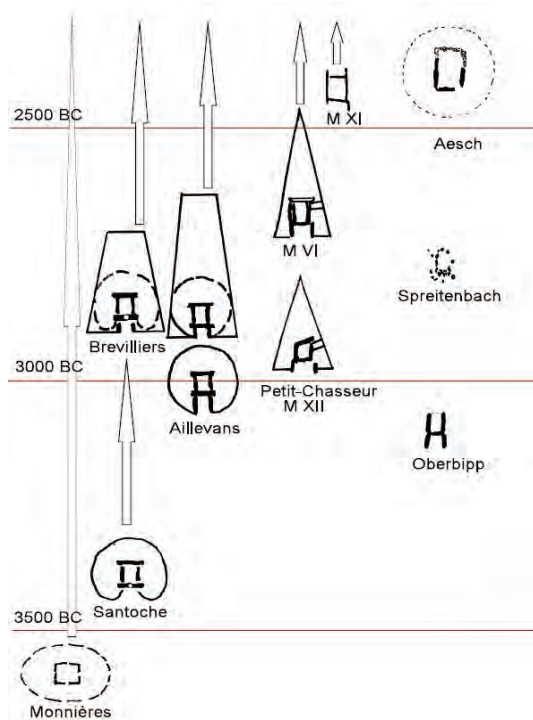 M XI
2500 BC
Aesch
M VI
Spreitenbach
Brevilliers
3000 BC
Petit-Chasseur
M XII
Aillevans
Oberbipp
Santoche
3500 BC
Monnières